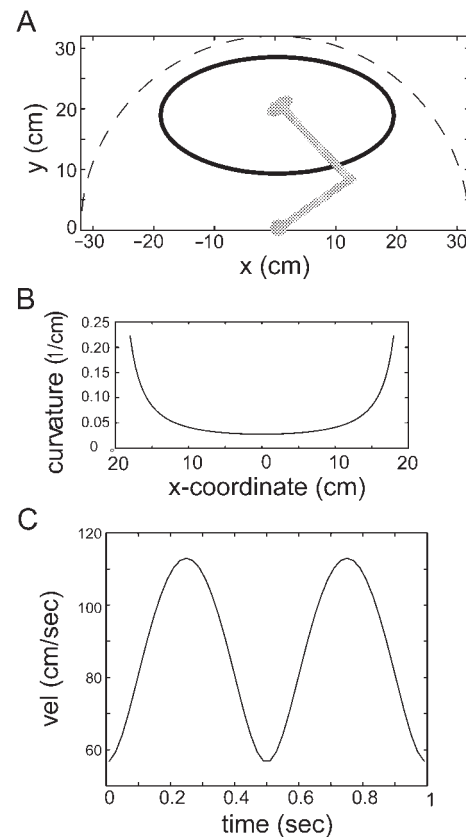 A
y (cm)
30
20
10
0
−30 −20 −10 0 10 20 30
x (cm)
B
curvature (1/cm)
0.25
0.20
0.15
0.10
0.05
0
20 10 0 10 20
x-coordinate (cm)
C
vel (cm/sec)
120
100
80
60
0 0.2 0.4 0.6 0.8 1
time (sec)